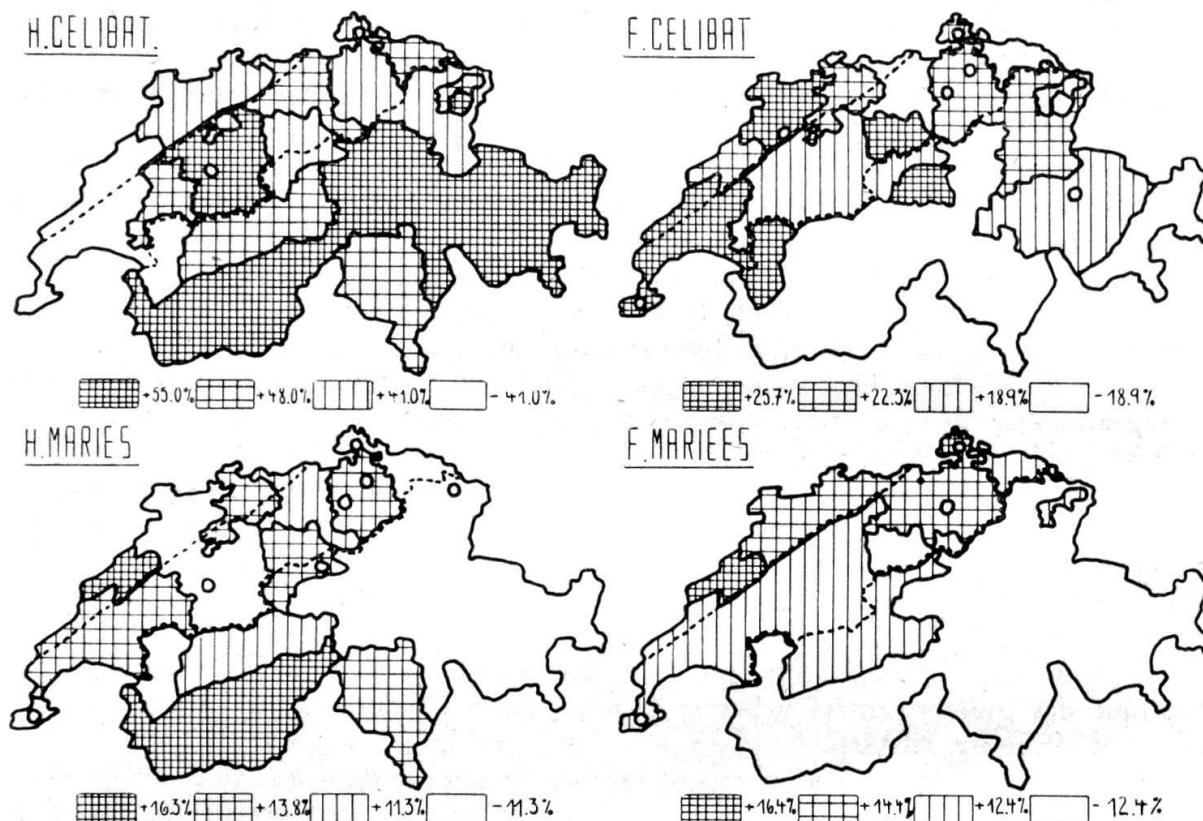 H.CELIBAT.
F.CELIBAT
+55.0% +48.0% +41.0% -41.0%
+25.7% +22.3% +18.9% -18.9%
H.MARIES
F.MARIEES
+16.3% +13.8% +11.3% -11.3%
+16.4% +14.4% +12.4% -12.4%